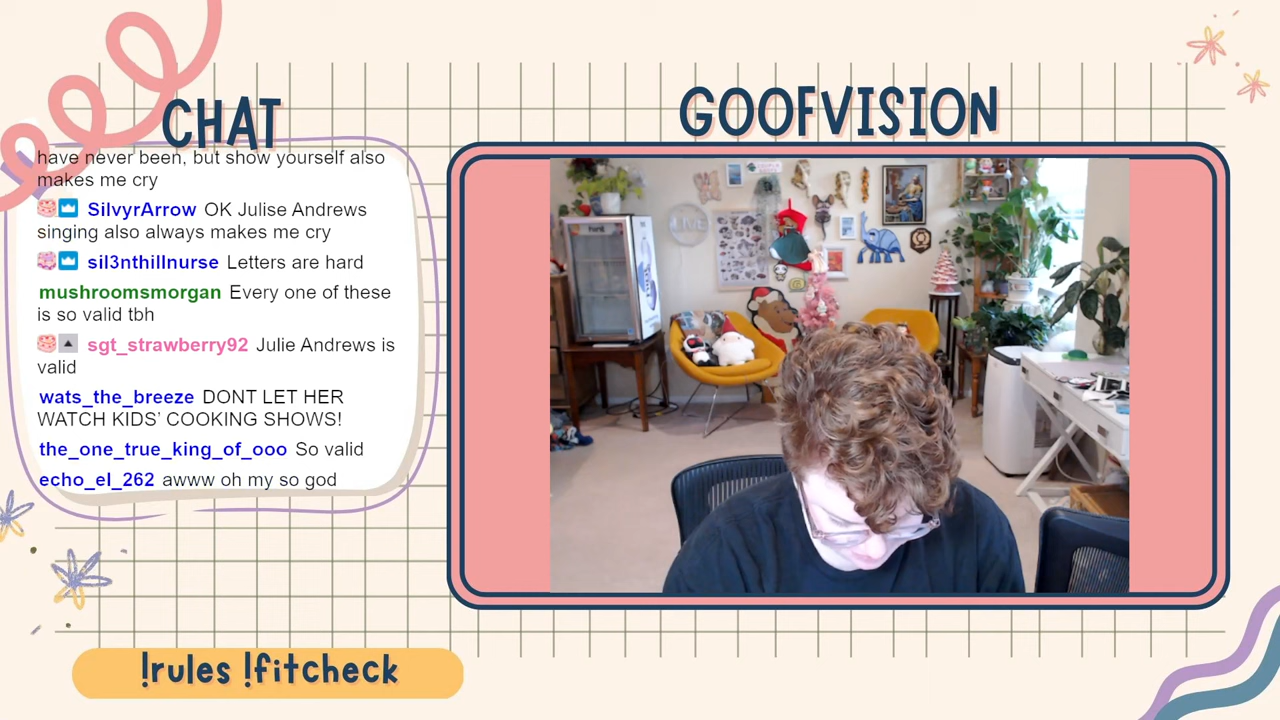 CHAT
GOOFVISION
have never been, but show yourself also
makes me cry
SilvyrArrow OK Julise Andrews
singing also always makes me cry
sil3nthillnurse Letters are hard
mushroomsmorgan Every one of these
is so valid tbh
sgt_strawberry92 Julie Andrews is
valid
wats_the_breeze DONT LET HER
WATCH KIDS' COOKING SHOWS!
the_one_true_king_of_ooo So valid
echo_el_262 awww oh my so god
!rules !fitcheck